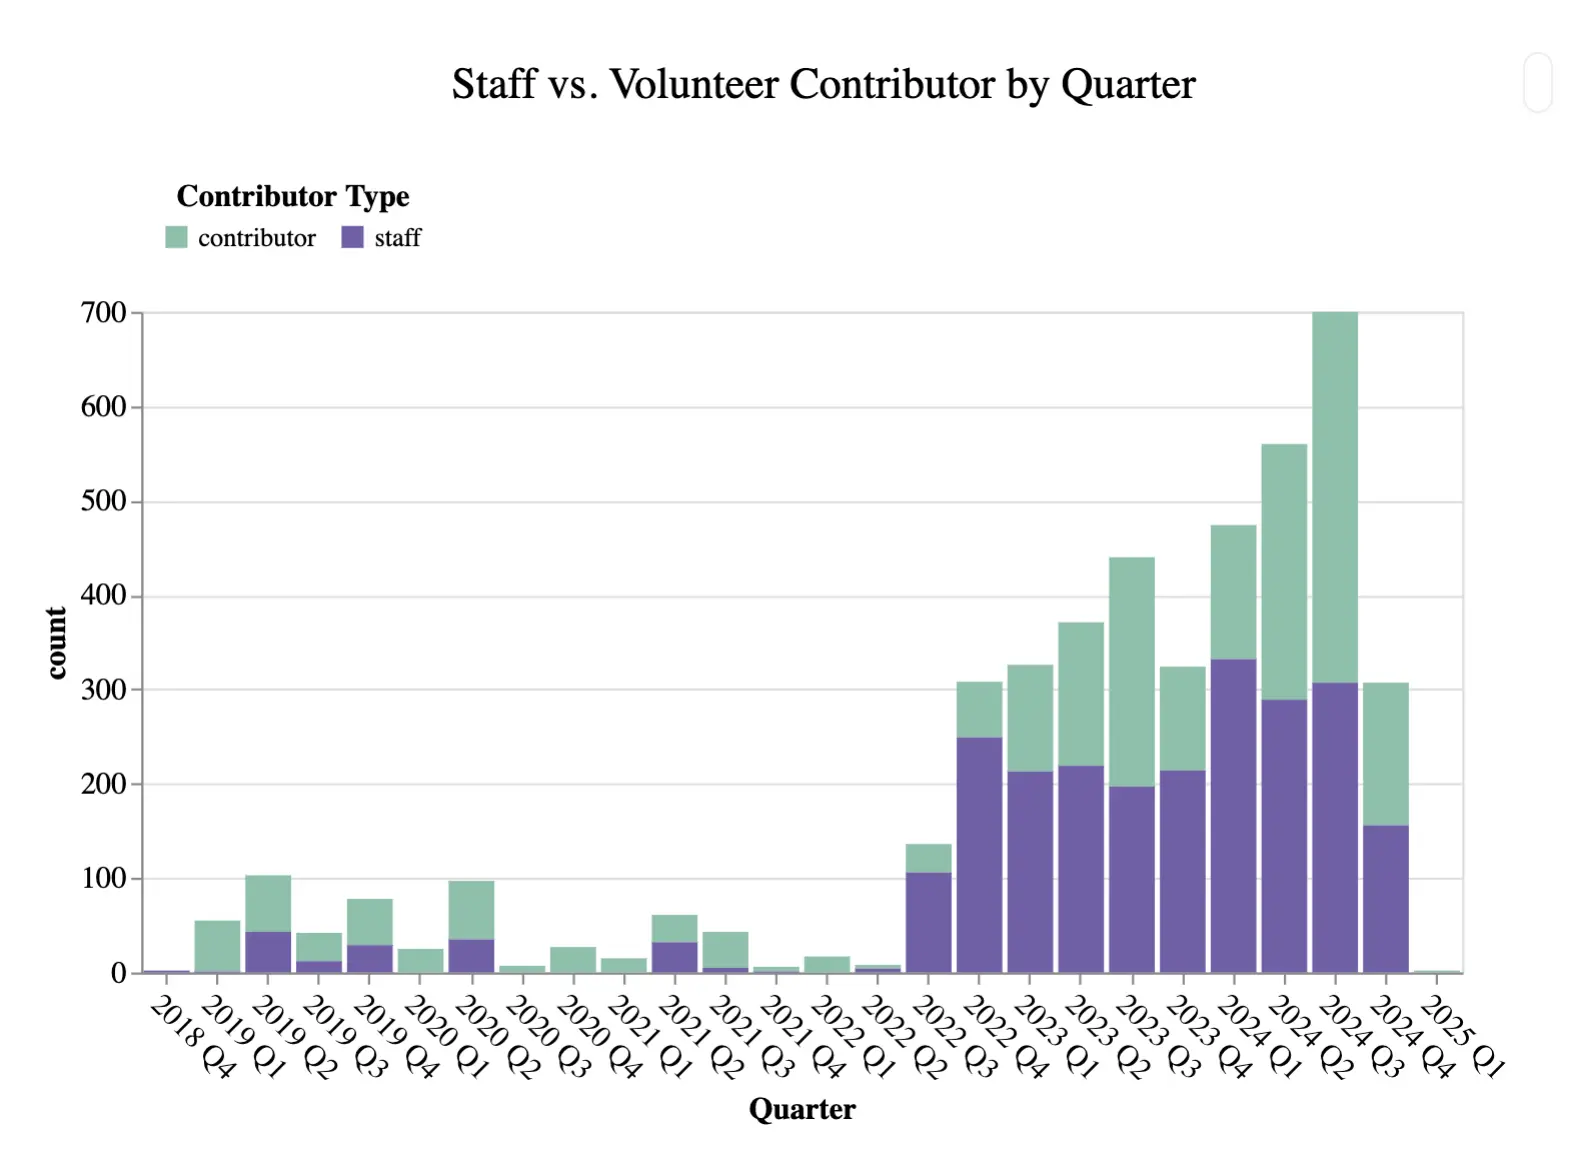 Staff vs. Volunteer Contributor by Quarter
Contributor Type
contributor
staff
700
600
500
400
300
200
100
0
count
2018 Q4
2019 Q1
2019 Q2
2019 Q3
2019 Q4
2020 Q1
2020 Q2
2020 Q3
2020 Q4
2021 Q1
2021 Q2
2021 Q3
2021 Q4
2022 Q1
2022 Q2
2022 Q3
2022 Q4
2023 Q1
2023 Q2
2023 Q3
2023 Q4
2024 Q1
2024 Q2
2024 Q3
2024 Q4
2025 Q1
Quarter